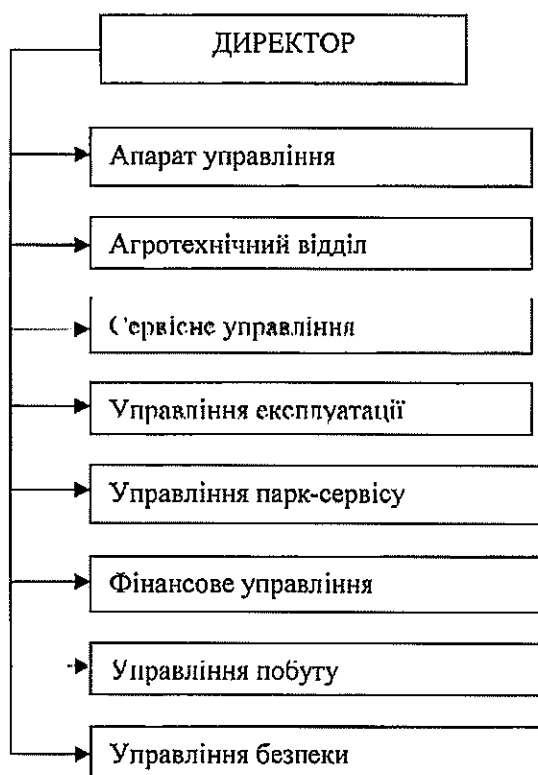 ДИРЕКТОР
Апарат управління
Агротехнічний відділ
Сервісне управління
Управління експлуатації
Управління парк-сервісу
Фінансове управління
Управління побуту
Управління безпеки